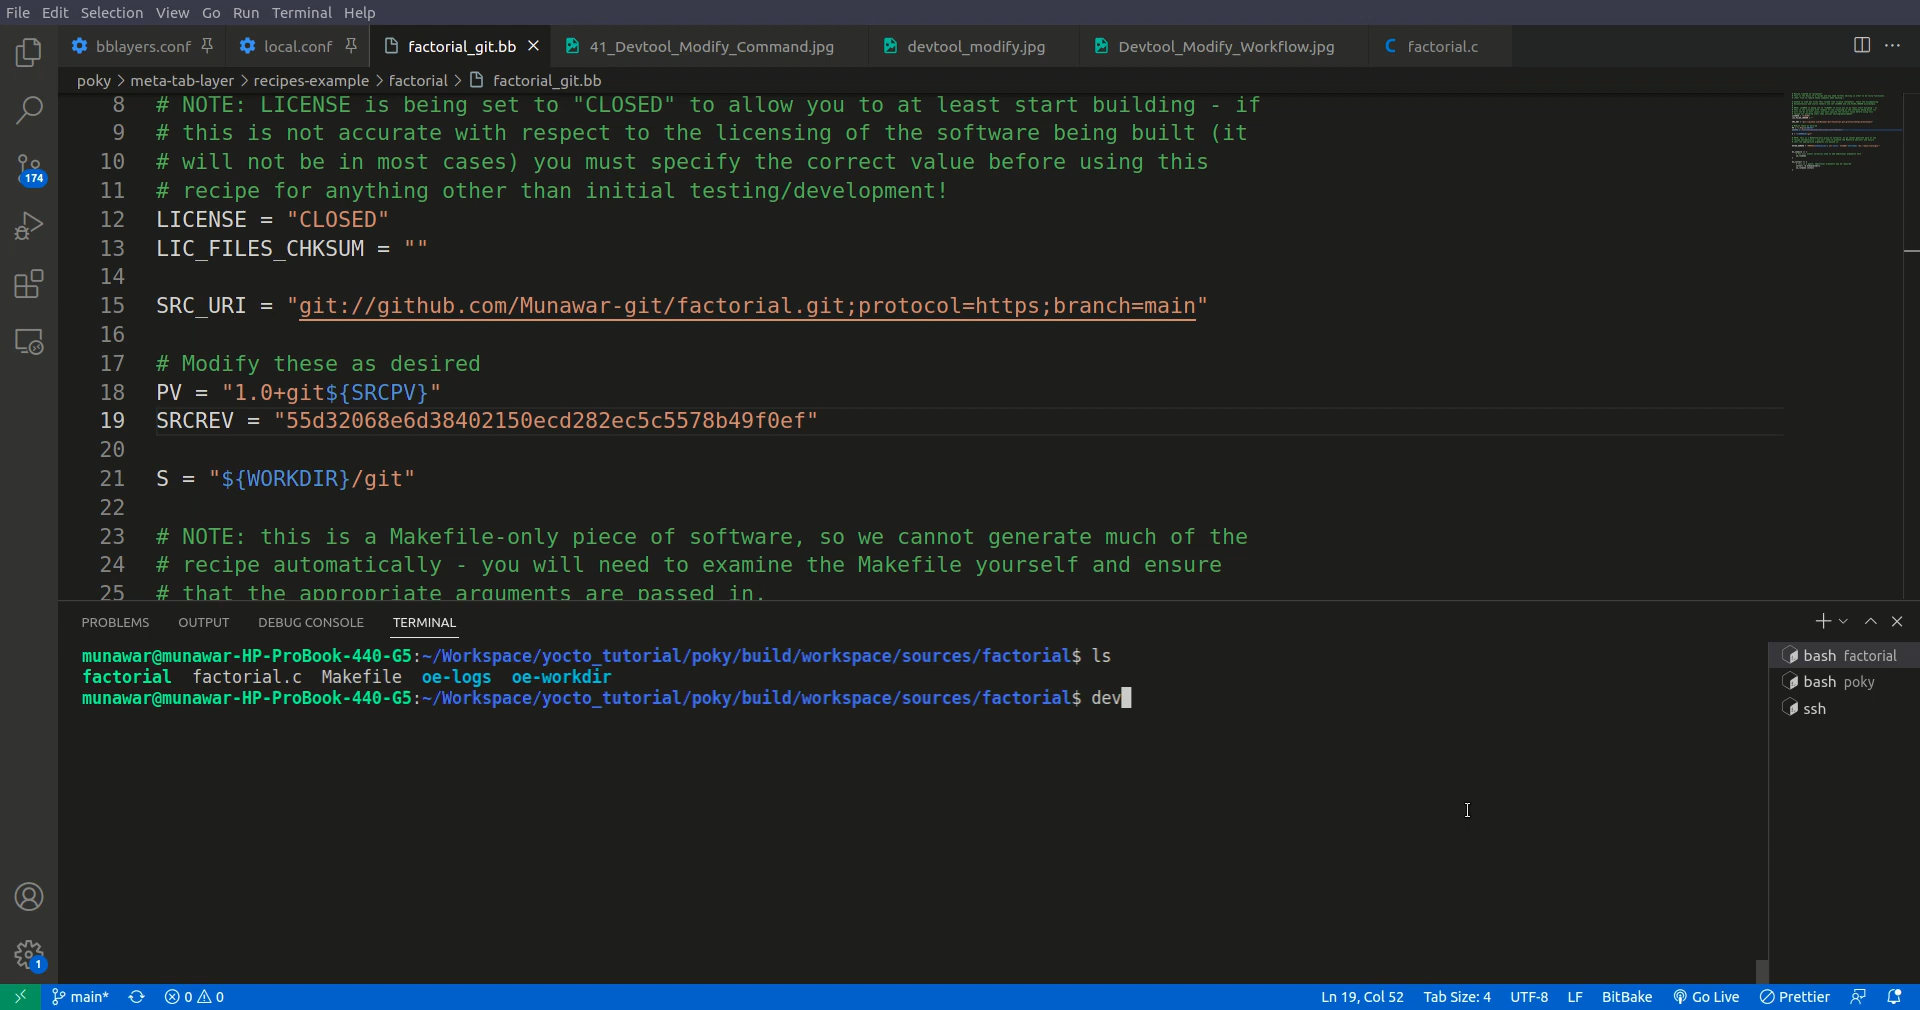 File Edit Selection View Go Run Terminal Help
bblayers.conf local.conf factorial_git.bb 41_Devtool_Modify_Command.jpg devtool_modify.jpg Devtool_Modify_Workflow.jpg C factorial.c
poky > meta-tab-layer > recipes-example > factorial > factorial_git.bb
8 # NOTE: LICENSE is being set to "CLOSED" to allow you to at least start building - if
9 # this is not accurate with respect to the licensing of the software being built (it
10 # will not be in most cases) you must specify the correct value before using this
11 # recipe for anything other than initial testing/development!
12 LICENSE = "CLOSED"
13 LIC_FILES_CHKSUM = ""
14
15 SRC_URI = "git://github.com/Munawar-git/factorial.git;protocol=https;branch=main"
16
17 # Modify these as desired
18 PV = "1.0+git${SRCPV}"
19 SRCREV = "55d32068e6d38402150ecd282ec5c5578b49f0ef"
20
21 S = "${WORKDIR}/git"
22
23 # NOTE: this is a Makefile-only piece of software, so we cannot generate much of the
24 # recipe automatically - you will need to examine the Makefile yourself and ensure
25 # that the appropriate arguments are passed in.
174
PROBLEMS OUTPUT DEBUG CONSOLE TERMINAL
munawar@munawar-HP-ProBook-440-G5:~/Workspace/yocto_tutorial/poky/build/workspace/sources/factorial$ ls
factorial factorial.c Makefile oe-logs oe-workdir
munawar@munawar-HP-ProBook-440-G5:~/Workspace/yocto_tutorial/poky/build/workspace/sources/factorial$ dev
bash factorial
bash poky
ssh
1
main* 0 0 Ln 19, Col 52 Tab Size: 4 UTF-8 LF BitBake Go Live Prettier